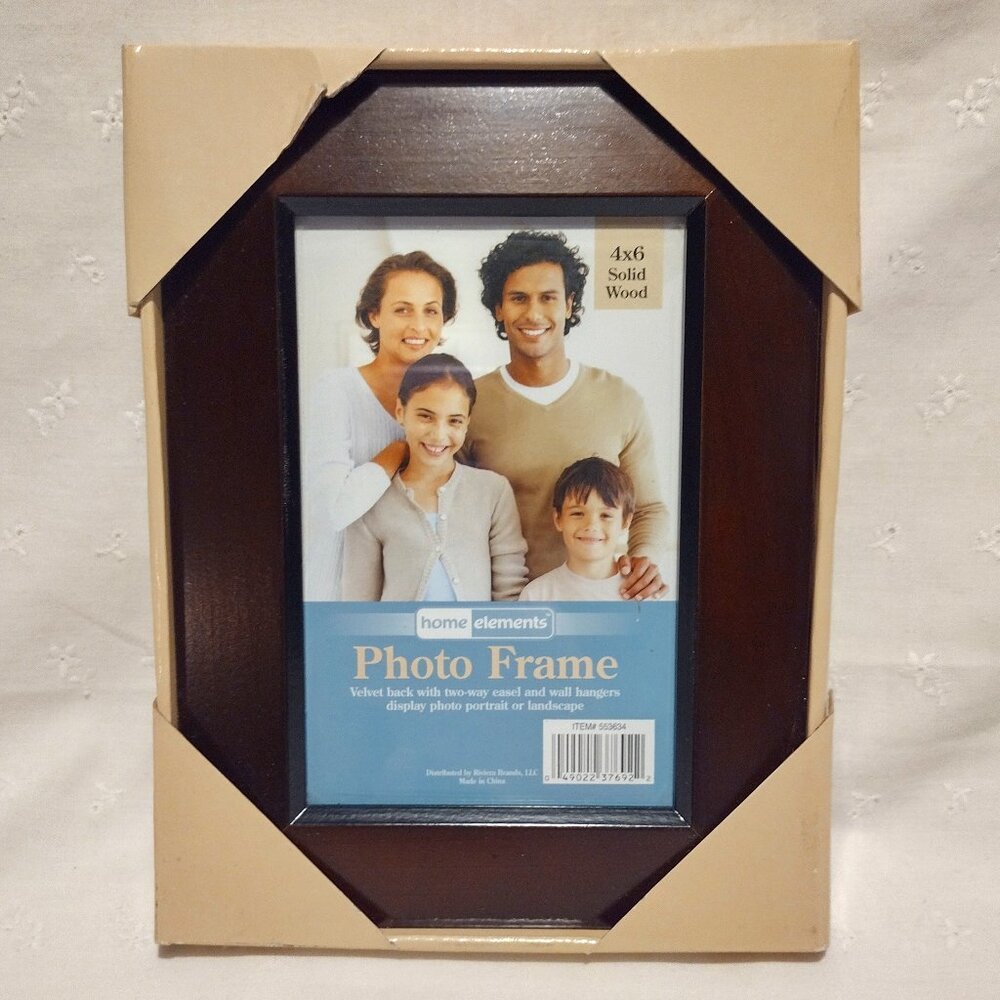 4x6
Solid
Wood
home elements™
Photo Frame
Velvet back with two-way easel and wall hangers
display photo portrait or landscape
ITEM# 553634
0 49022 37692 2
Distributed by Riviera Brands, LLC
Made in China